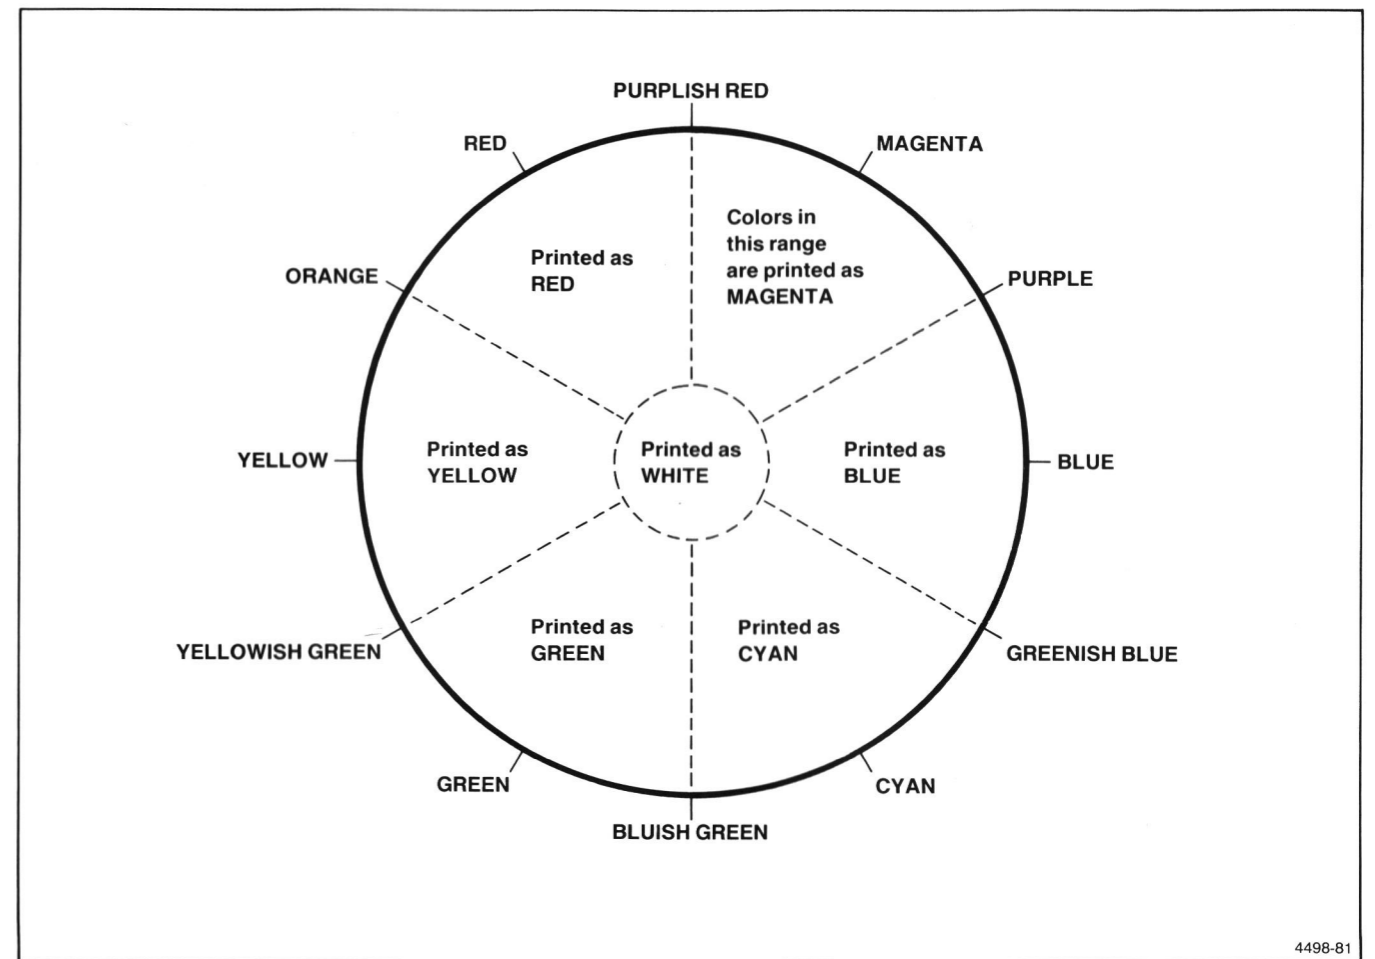 PURPLISH RED
RED
MAGENTA
Colors in
this range
are printed as
MAGENTA
Printed as
RED
ORANGE
PURPLE
YELLOW
Printed as
YELLOW
Printed as
WHITE
Printed as
BLUE
BLUE
YELLOWISH GREEN
Printed as
GREEN
Printed as
CYAN
GREENISH BLUE
GREEN
CYAN
BLUISH GREEN
4498-81